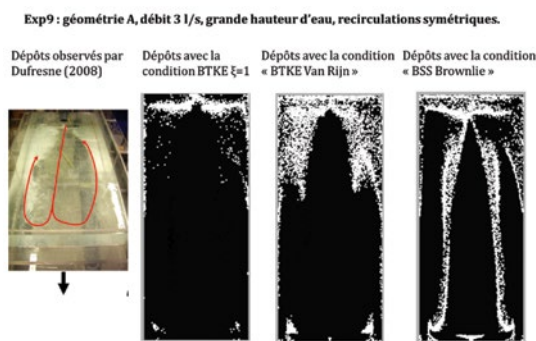 Exp9 : géométrie A, débit 3 l/s, grande hauteur d'eau, recirculations symétriques.
Dépôts observés par
Dufresne (2008)
Dépôts avec la
condition BTKE ξ=1
Dépôts avec la condition
« BTKE Van Rijn »
Dépôts avec la condition
« BSS Brownlie »